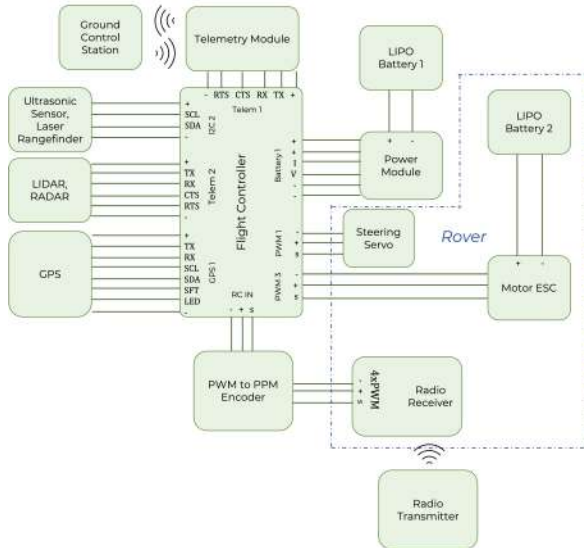 Ground
Control
Station
Telemetry Module
- RTS CTS RX TX +
Telem 1
LIPO
Battery 1
LIPO
Battery 2
Ultrasonic
Sensor,
Laser
Rangefinder
+
SCL
SDA
-
I2C 2
LIDAR,
RADAR
+
TX
RX
CTS
RTS
-
Telem 2
GPS
+
TX
RX
SCL
SDA
SFT
LED
-
GPS 1
Flight Controller
Battery 1
+
+
I
V
-
-
+ -
Power
Module
PWM 1
-
+
s
Steering
Servo
Rover
PWM 3
-
+
s
+ -
-
+
s
Motor ESC
RC IN
- + s
PWM to PPM
Encoder
-
+
s
4xPWM
Radio
Receiver
Radio
Transmitter